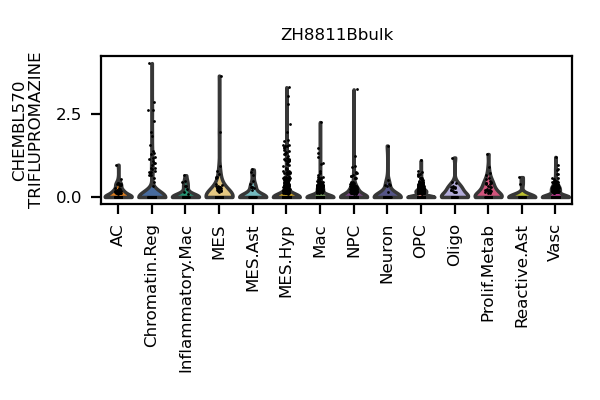 ZH8811Bbulk
CHEMBL570
TRIFLUPROMAZINE
2.5
0.0
AC
Chromatin.Reg
Inflammatory.Mac
MES
MES.Ast
MES.Hyp
Mac
NPC
Neuron
OPC
Oligo
Prolif.Metab
Reactive.Ast
Vasc